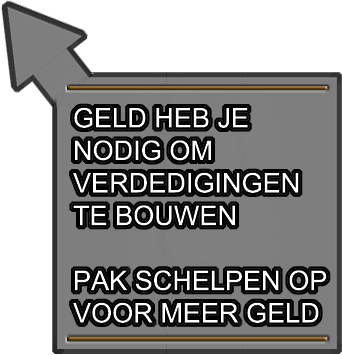 GELD HEB JE
NODIG OM
VERDEDIGINGEN
TE BOUWEN
PAK SCHELPEN OP
VOOR MEER GELD